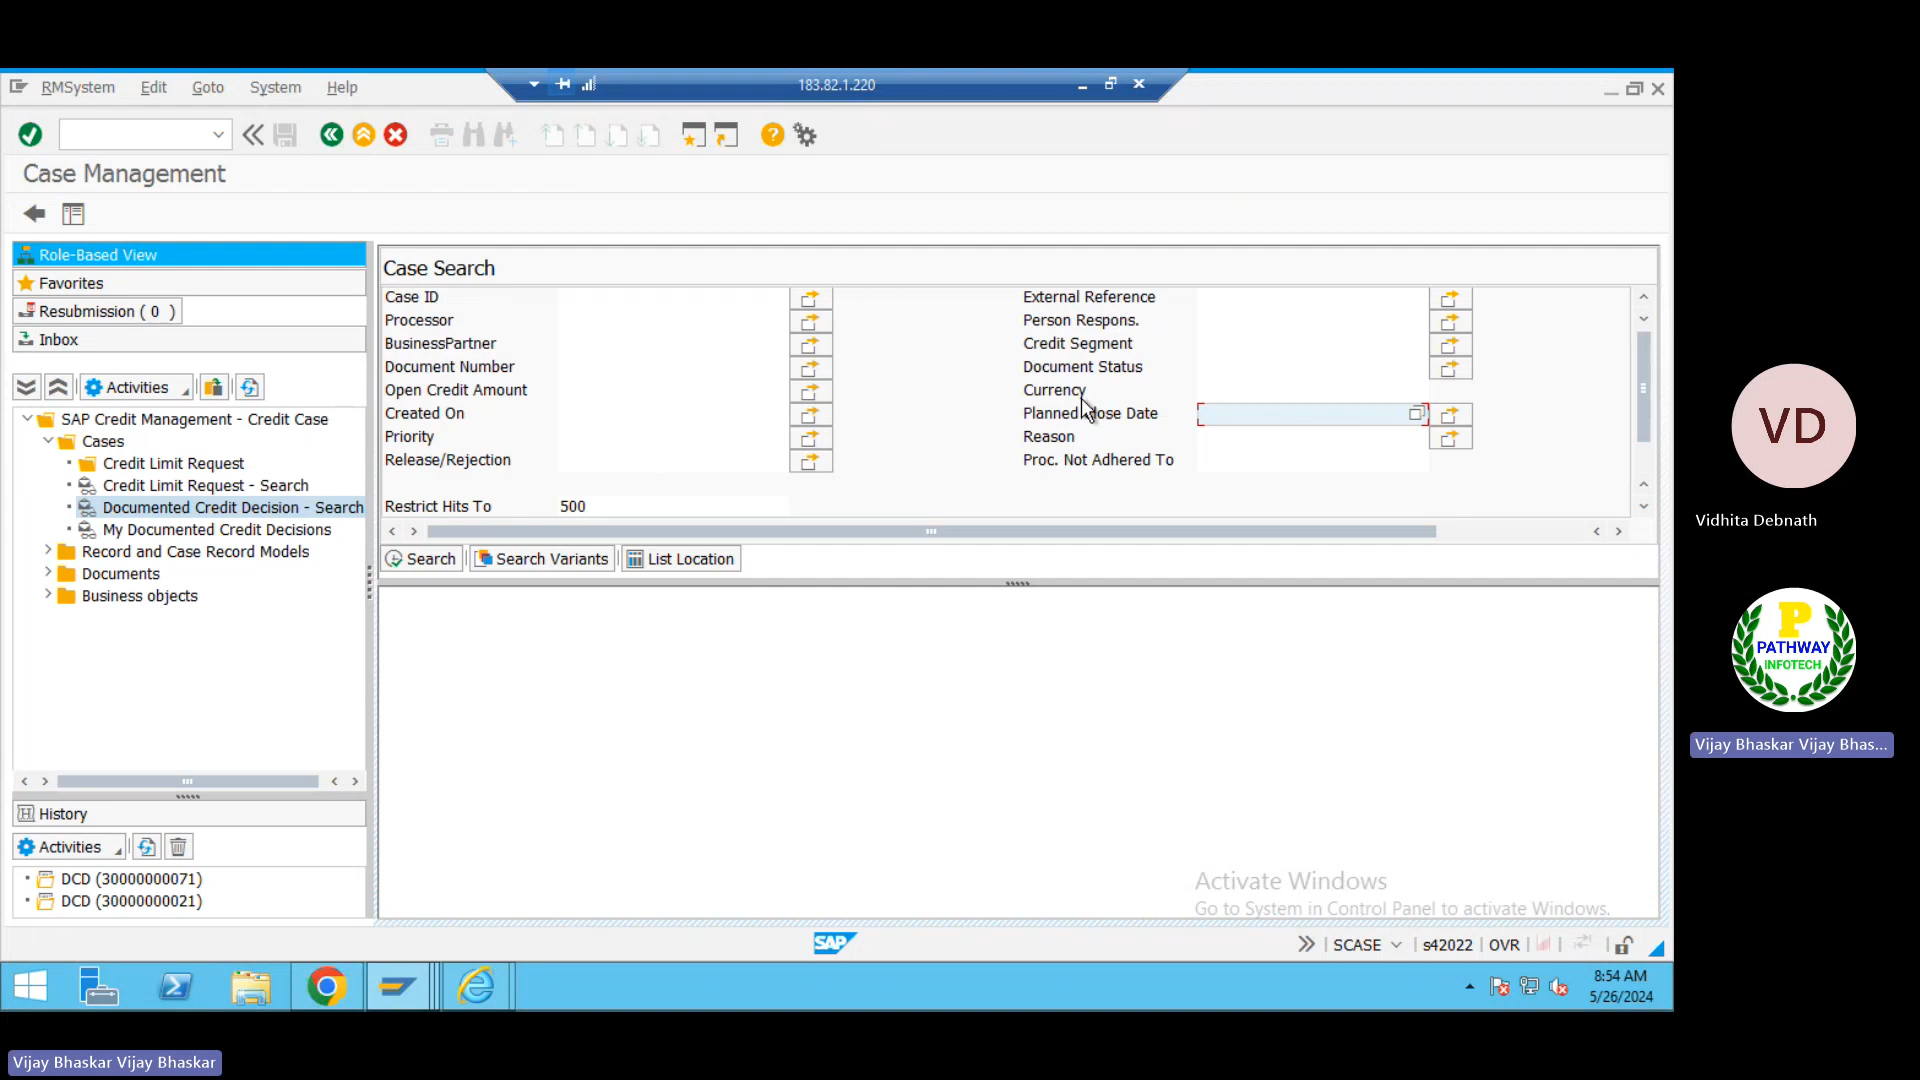 RMSystem Edit Goto System Help
183.82.1.220
Case Management
Role-Based View
Favorites
Resubmission ( 0 )
Inbox
Activities
SAP Credit Management - Credit Case
Cases
Credit Limit Request
Credit Limit Request - Search
Documented Credit Decision - Search
My Documented Credit Decisions
Record and Case Record Models
Documents
Business objects
History
Activities
DCD (30000000071)
DCD (30000000021)
Case Search
Case ID External Reference
Processor Person Respons.
BusinessPartner Credit Segment
Document Number Document Status
Open Credit Amount Currency
Created On Planned Close Date
Priority Reason
Release/Rejection Proc. Not Adhered To
Restrict Hits To 500
Search Search Variants List Location
Activate Windows
Go to System in Control Panel to activate Windows.
SAP
SCASE s42022 OVR
8:54 AM
5/26/2024
VD
Vidhita Debnath
P
PATHWAY
INFOTECH
Vijay Bhaskar Vijay Bhas...
Vijay Bhaskar Vijay Bhaskar